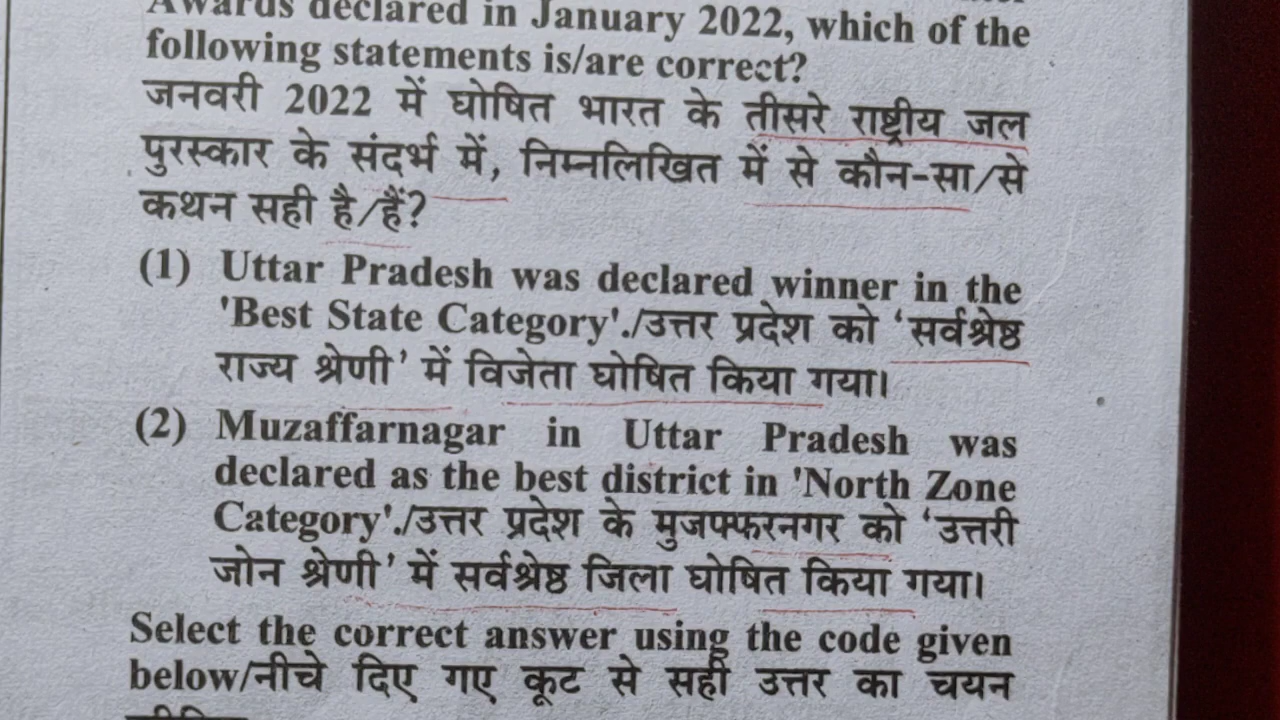 Awards declared in January 2022, which of the
following statements is/are correct?
जनवरी 2022 में घोषित भारत के तीसरे राष्ट्रीय जल
पुरस्कार के संदर्भ में, निम्नलिखित में से कौन-सा/से
कथन सही है/हैं?
(1) Uttar Pradesh was declared winner in the
'Best State Category'./उत्तर प्रदेश को ‘सर्वश्रेष्ठ
राज्य श्रेणी’ में विजेता घोषित किया गया।
(2) Muzaffarnagar in Uttar Pradesh was
declared as the best district in 'North Zone
Category'./उत्तर प्रदेश के मुजफ्फरनगर को ‘उत्तरी
जोन श्रेणी’ में सर्वश्रेष्ठ जिला घोषित किया गया।
Select the correct answer using the code given
below/नीचे दिए गए कूट से सही उत्तर का चयन